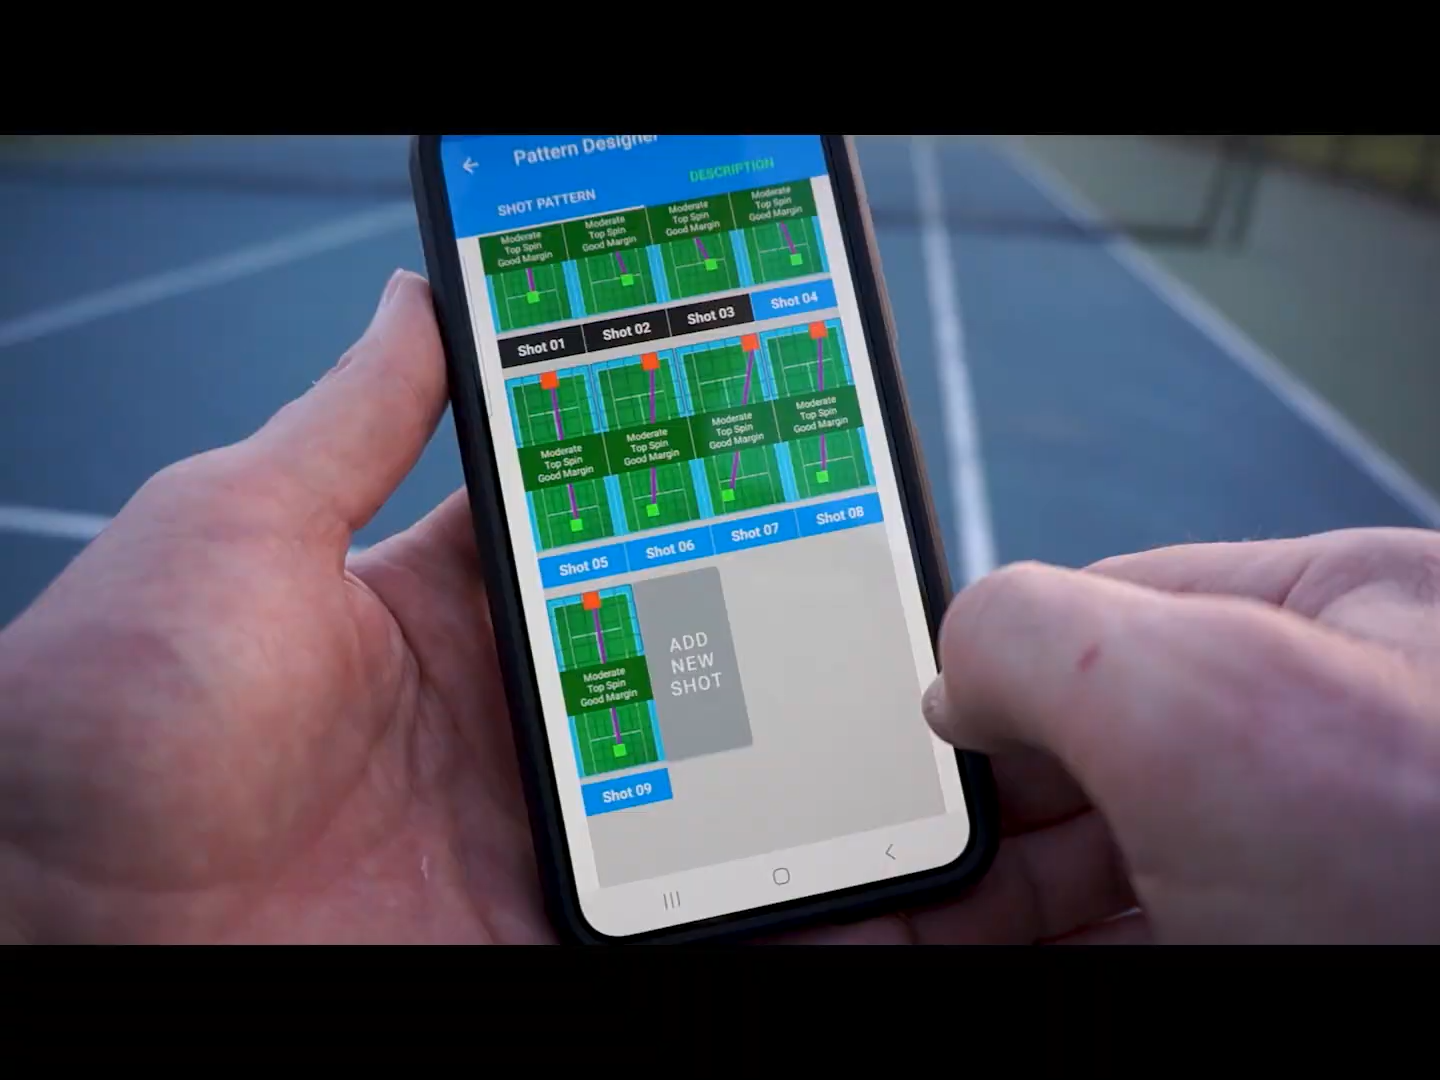 Pattern Designer
SHOT PATTERN
DESCRIPTION
Moderate
Top Spin
Good Margin
Moderate
Top Spin
Good Margin
Moderate
Top Spin
Good Margin
Moderate
Top Spin
Good Margin
Shot 01
Shot 02
Shot 03
Shot 04
Moderate
Top Spin
Good Margin
Moderate
Top Spin
Good Margin
Moderate
Top Spin
Good Margin
Moderate
Top Spin
Good Margin
Shot 05
Shot 06
Shot 07
Shot 08
Moderate
Top Spin
Good Margin
ADD
NEW
SHOT
Shot 09